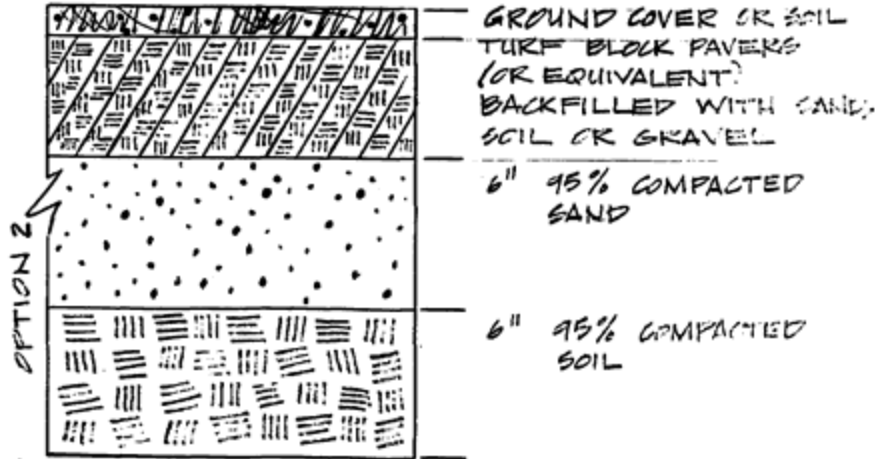 GROUND COVER OR SOIL
TURF BLOCK PAVERS
(OR EQUIVALENT)
BACKFILLED WITH SAND,
SOIL OR GRAVEL
6" 95% COMPACTED
SAND
6" 95% COMPACTED
SOIL
OPTION 2